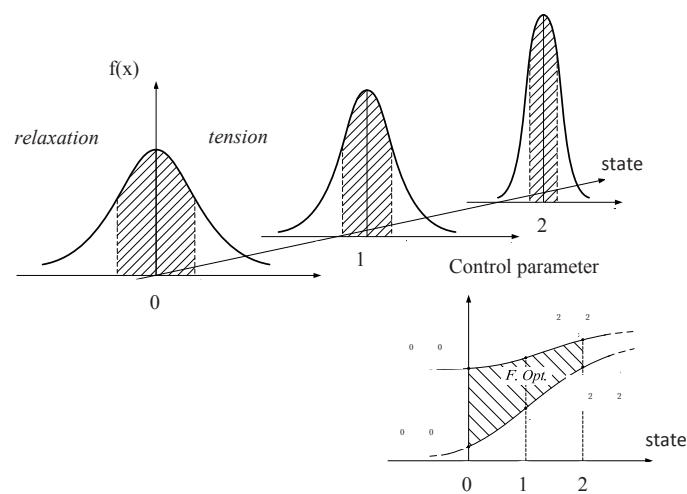 f(x)
relaxation
tension
state
0
1
2
Control parameter
2 2
0 0
F. Opt.
2 2
0 0
state
0 1 2